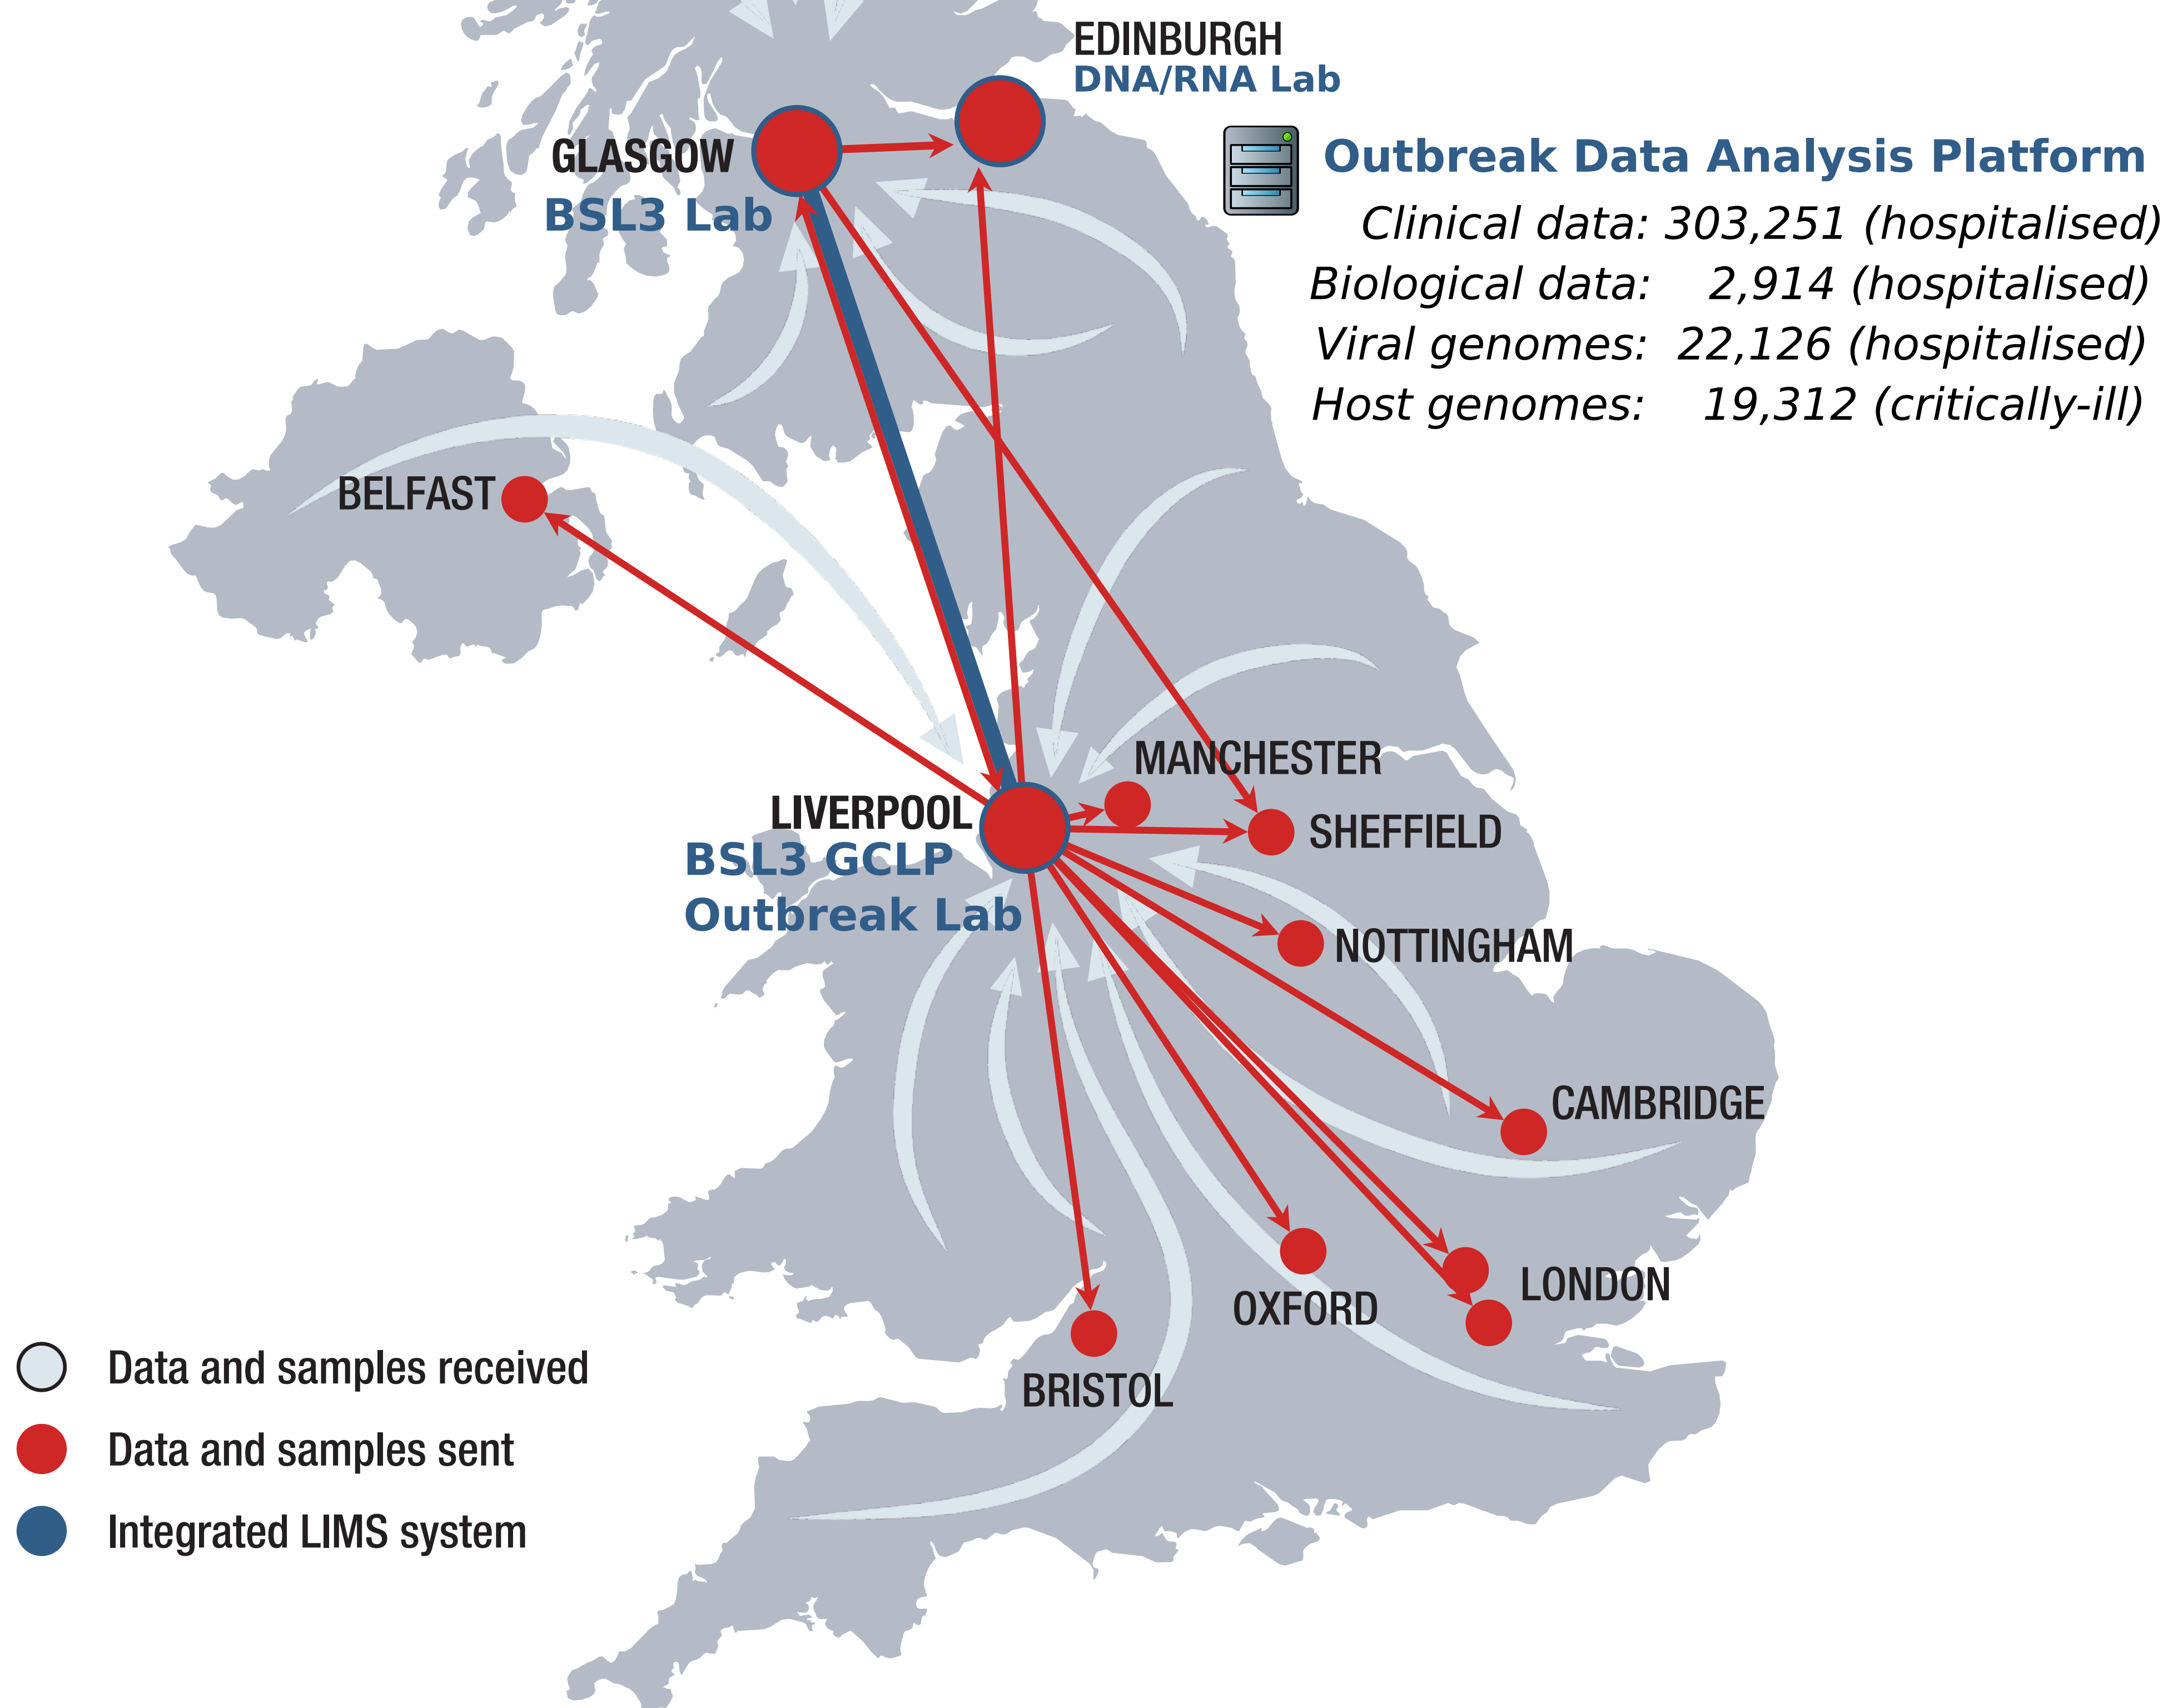 EDINBURGH
DNA/RNA Lab
GLASGOW
BSL3 Lab
Outbreak Data Analysis Platform
Clinical data: 303,251 (hospitalised)
Biological data: 2,914 (hospitalised)
Viral genomes: 22,126 (hospitalised)
Host genomes: 19,312 (critically-ill)
BELFAST
MANCHESTER
LIVERPOOL
BSL3 GCLP
Outbreak Lab
SHEFFIELD
NOTTINGHAM
CAMBRIDGE
LONDON
OXFORD
BRISTOL
Data and samples received
Data and samples sent
Integrated LIMS system